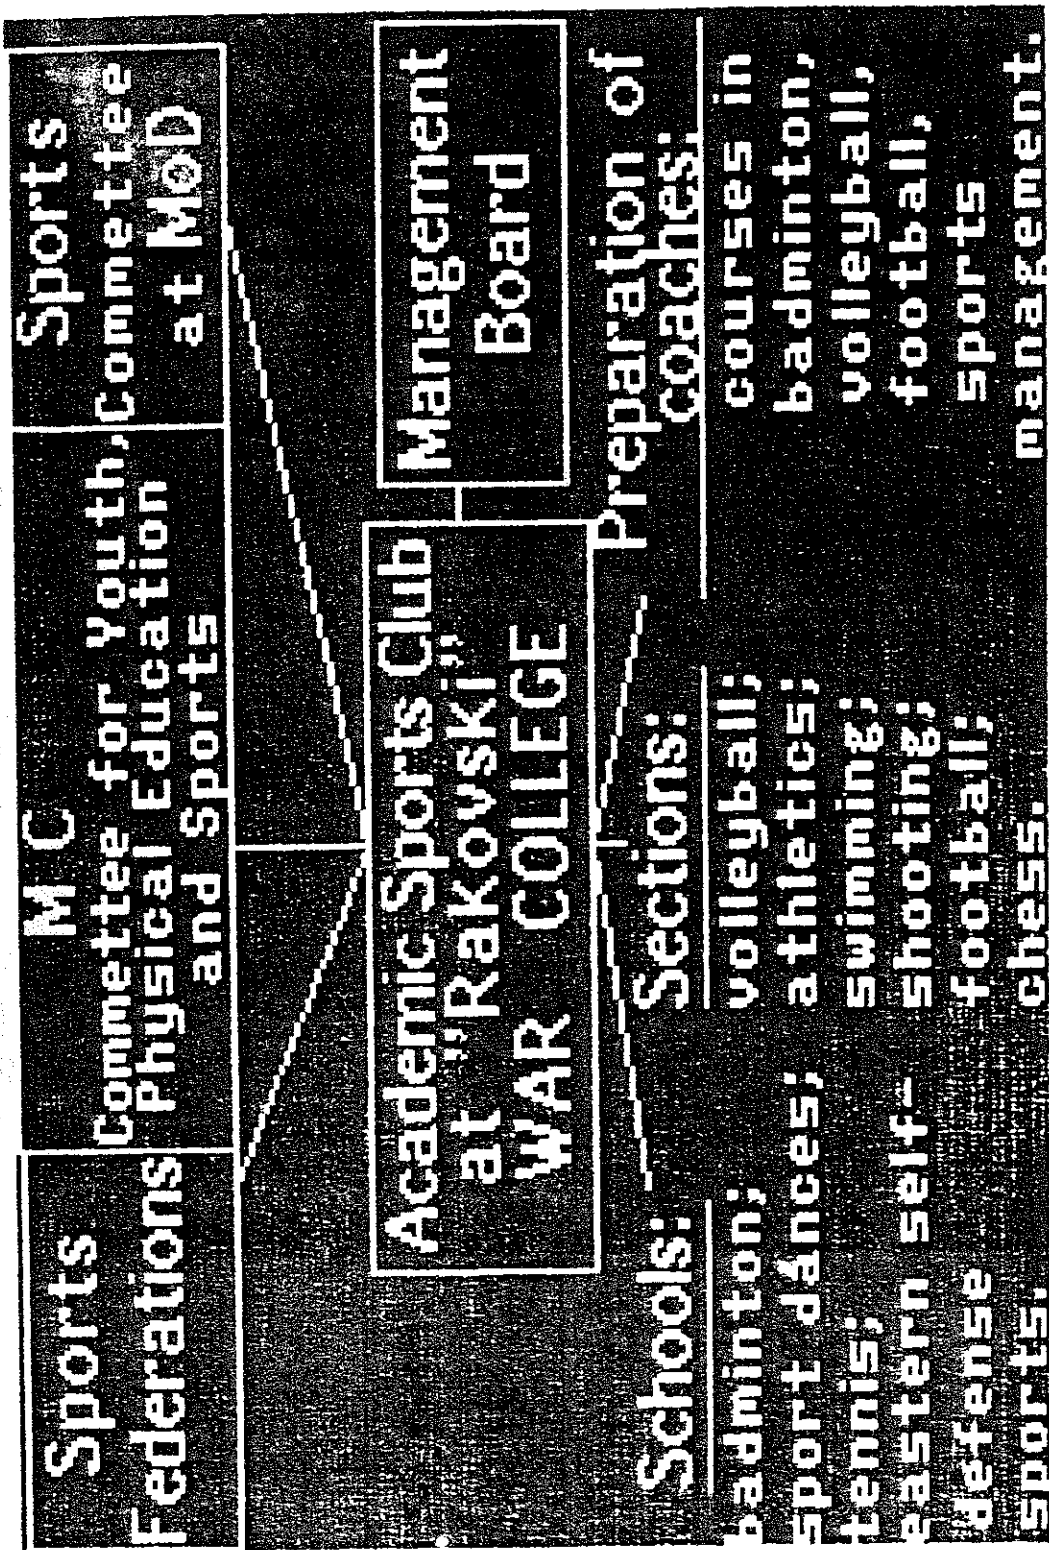 Sports
Federations
M C
Commettee for Youth,
Physical Education
and Sports
Sports
Commettee
at MoD
Academic Sports Club
at "Rakovski"
WAR COLLEGE
Management
Board
Schools:
badminton;
sport dances;
tennis;
eastern self-
defense
sports.
Sections:
volleyball;
athletics;
swimming;
shooting;
football;
ches.
Preparation of
coaches:
courses in
badminton,
volleyball,
football,
sports
management.